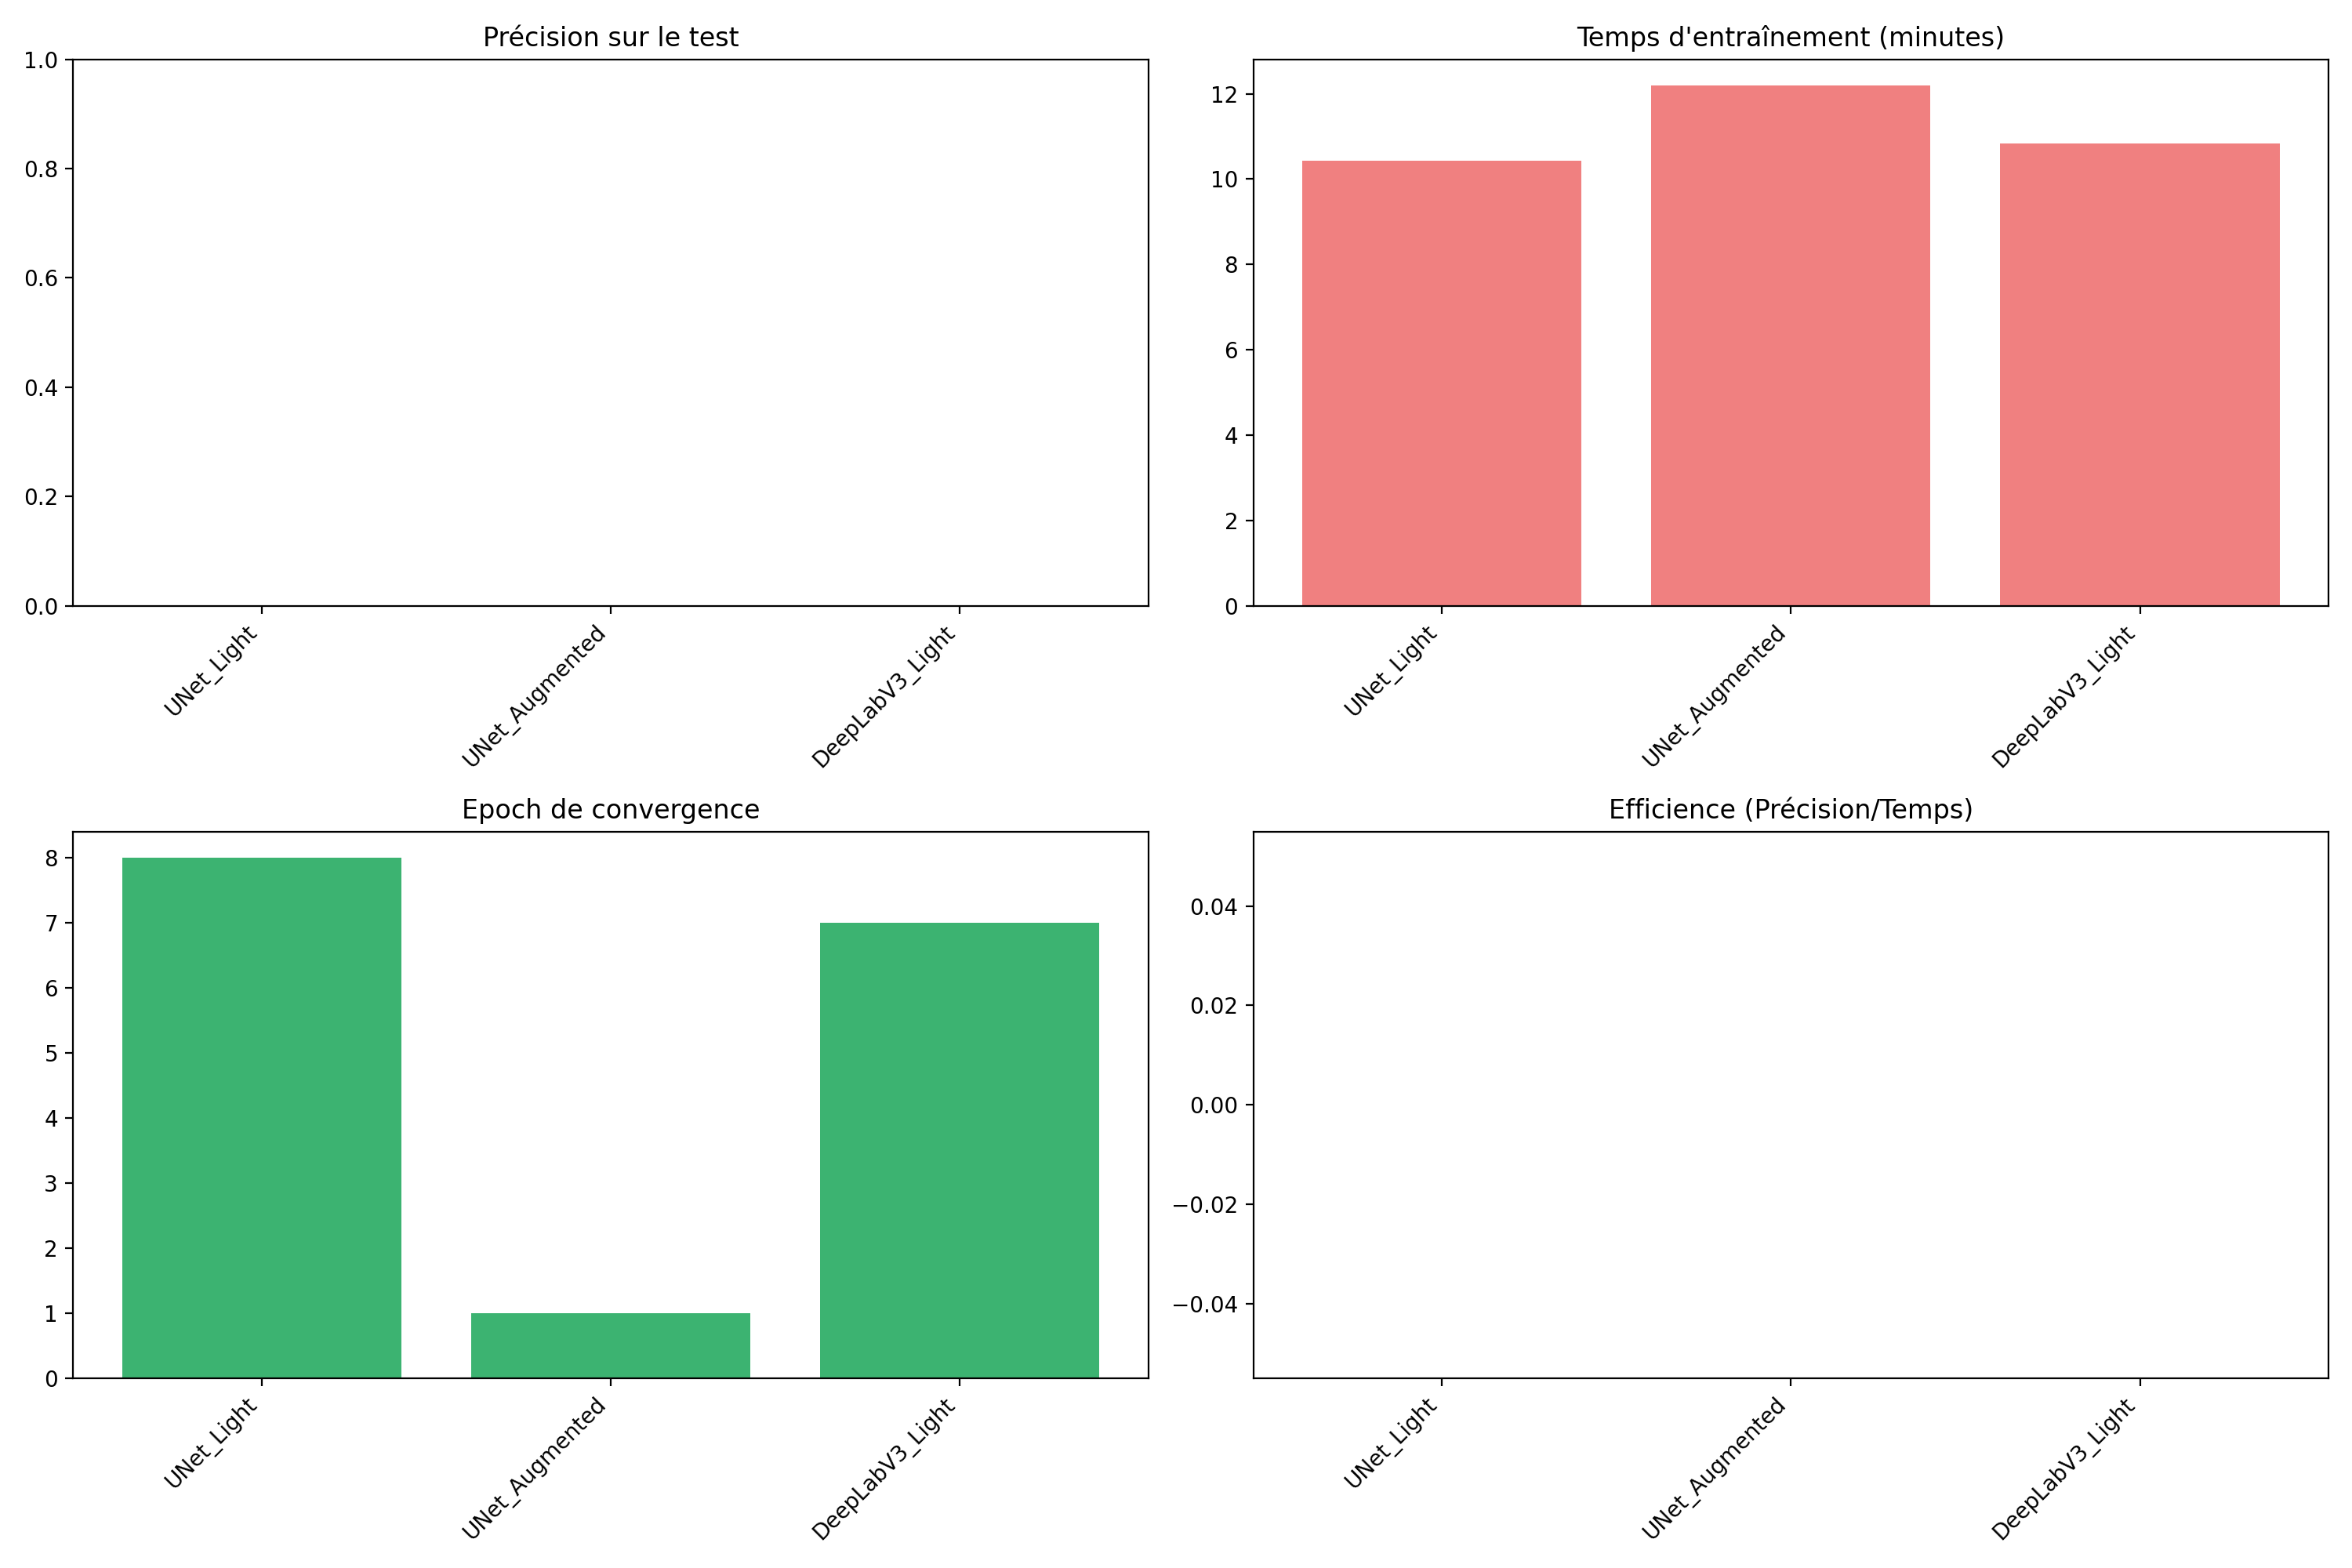 Précision sur le test
1.0
0.8
0.6
0.4
0.2
0.0
UNet_Light
UNet_Augmented
DeepLabV3_Light
Temps d'entraînement (minutes)
12
10
8
6
4
2
0
UNet_Light
UNet_Augmented
DeepLabV3_Light
Epoch de convergence
8
7
6
5
4
3
2
1
0
UNet_Light
UNet_Augmented
DeepLabV3_Light
Efficience (Précision/Temps)
0.04
0.02
0.00
−0.02
−0.04
UNet_Light
UNet_Augmented
DeepLabV3_Light